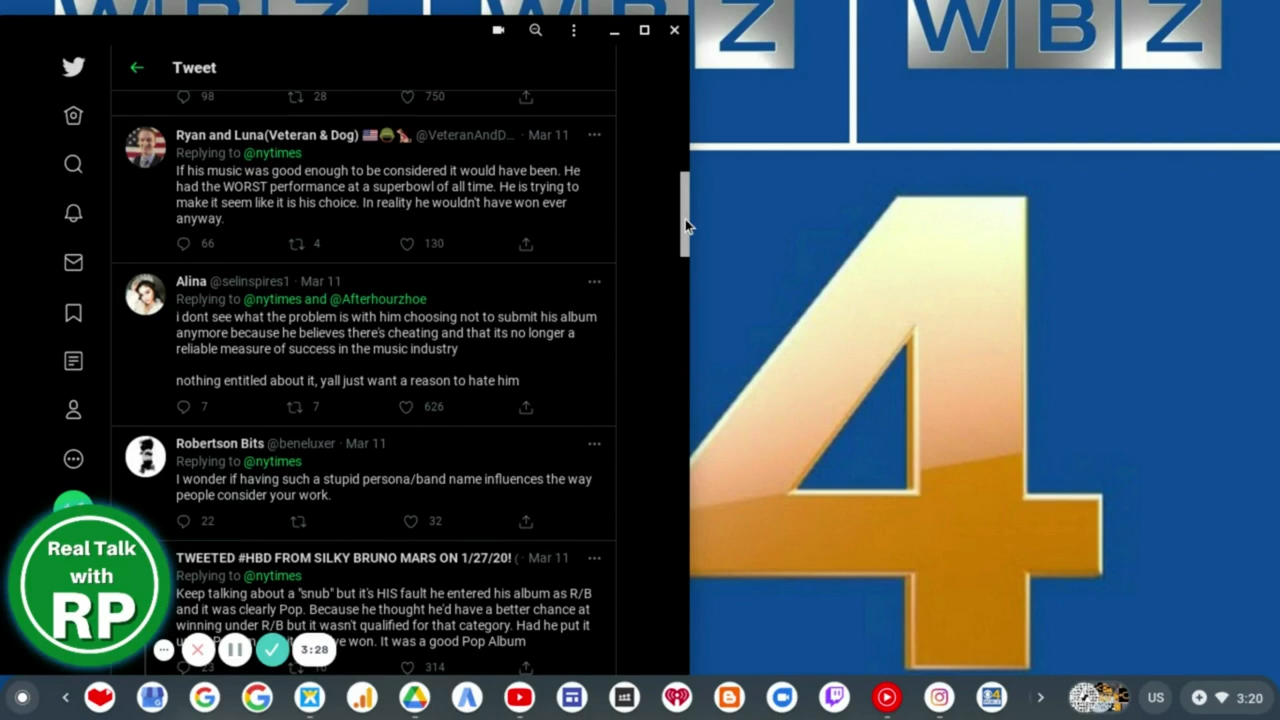 WBZ
WBZ
Z
WBZ
Tweet
98 28 750
Ryan and Luna(Veteran & Dog) @VeteranAndD... · Mar 11
Replying to @nytimes
If his music was good enough to be considered it would have been. He
had the WORST performance at a superbowl of all time. He is trying to
make it seem like it is his choice. In reality he wouldn't have won ever
anyway.
66 4 130
Alina @selinspires1 · Mar 11
Replying to @nytimes and @Afterhourzhoe
i dont see what the problem is with him choosing not to submit his album
anymore because he believes there's cheating and that its no longer a
reliable measure of success in the music industry
nothing entitled about it, yall just want a reason to hate him
7 7 626
Robertson Bits @beneluxer · Mar 11
Replying to @nytimes
I wonder if having such a stupid persona/band name influences the way
people consider your work.
22 32
TWEETED #HBD FROM SILKY BRUNO MARS ON 1/27/20! ( · Mar 11
Replying to @nytimes
Keep talking about a "snub" but it's HIS fault he entered his album as R/B
and it was clearly Pop. Because he thought he'd have a better chance at
winning under R/B but it wasn't qualified for that category. Had he put it
won. It was a good Pop Album
23 314
Real Talk
with
RP
3:28
4
US 3:20